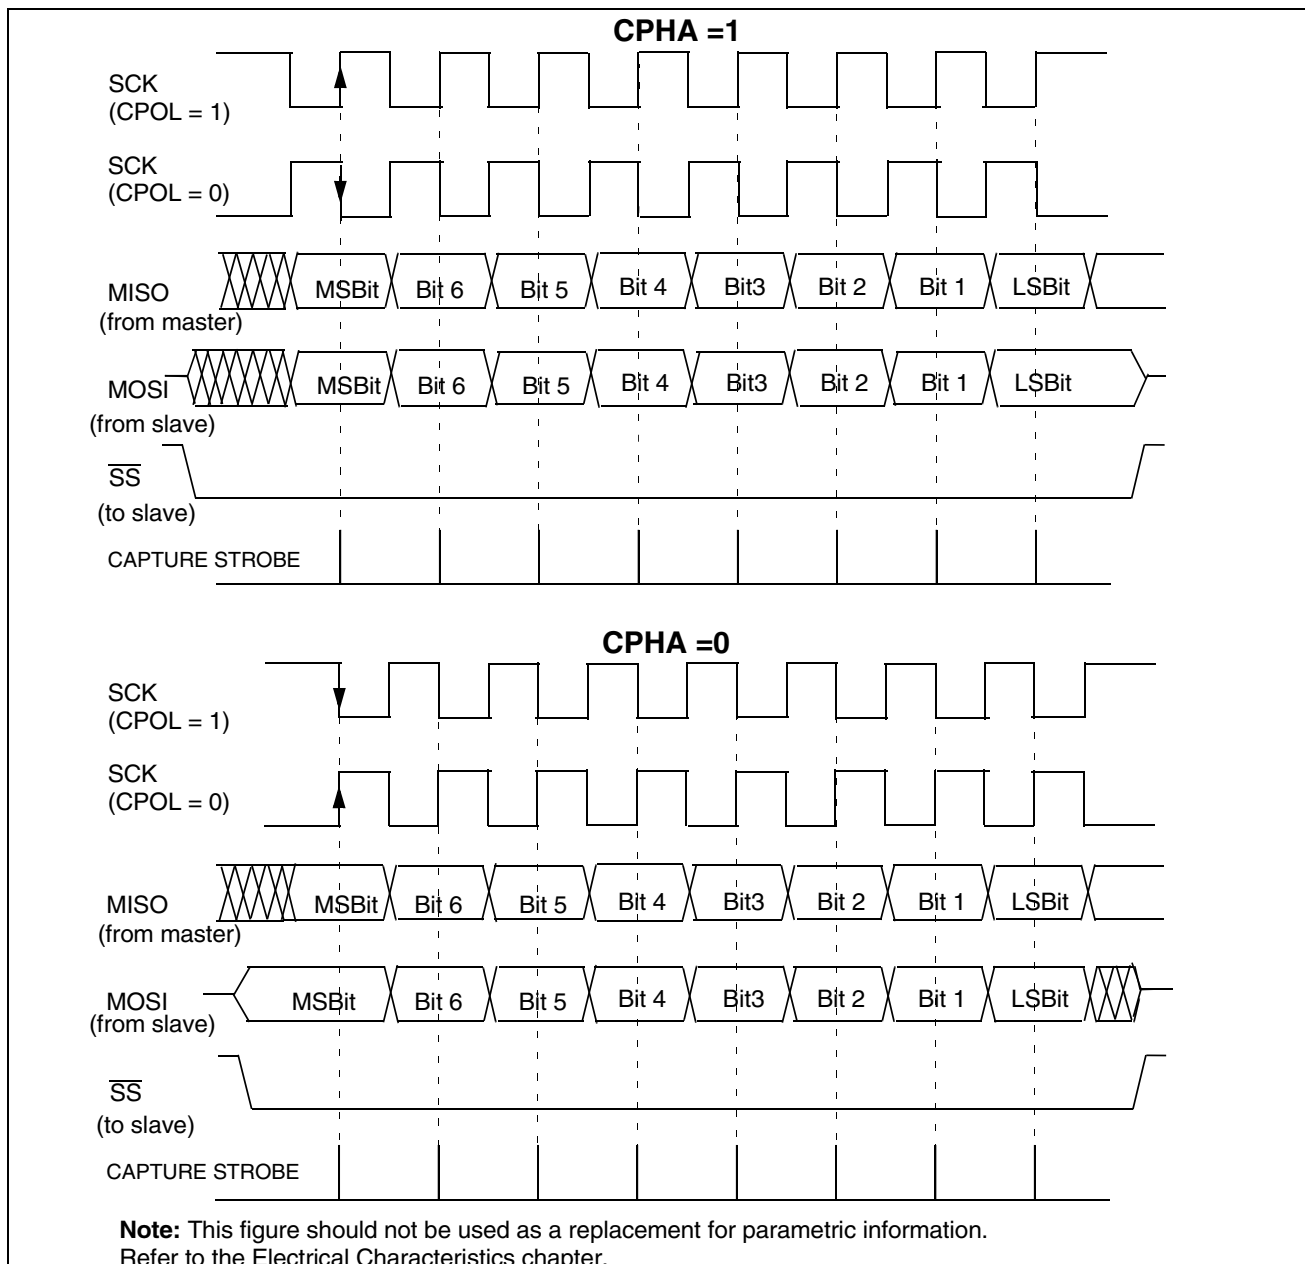 CPHA =1
SCK
(CPOL = 1)
SCK
(CPOL = 0)
MISO
(from master)
MSBit Bit 6 Bit 5 Bit 4 Bit3 Bit 2 Bit 1 LSBit
MOSI
(from slave)
MSBit Bit 6 Bit 5 Bit 4 Bit3 Bit 2 Bit 1 LSBit
SS
(to slave)
CAPTURE STROBE
CPHA =0
SCK
(CPOL = 1)
SCK
(CPOL = 0)
MISO
(from master)
MSBit Bit 6 Bit 5 Bit 4 Bit3 Bit 2 Bit 1 LSBit
MOSI
(from slave)
MSBit Bit 6 Bit 5 Bit 4 Bit3 Bit 2 Bit 1 LSBit
SS
(to slave)
CAPTURE STROBE
Note: This figure should not be used as a replacement for parametric information.
Refer to the Electrical Characteristics chapter.